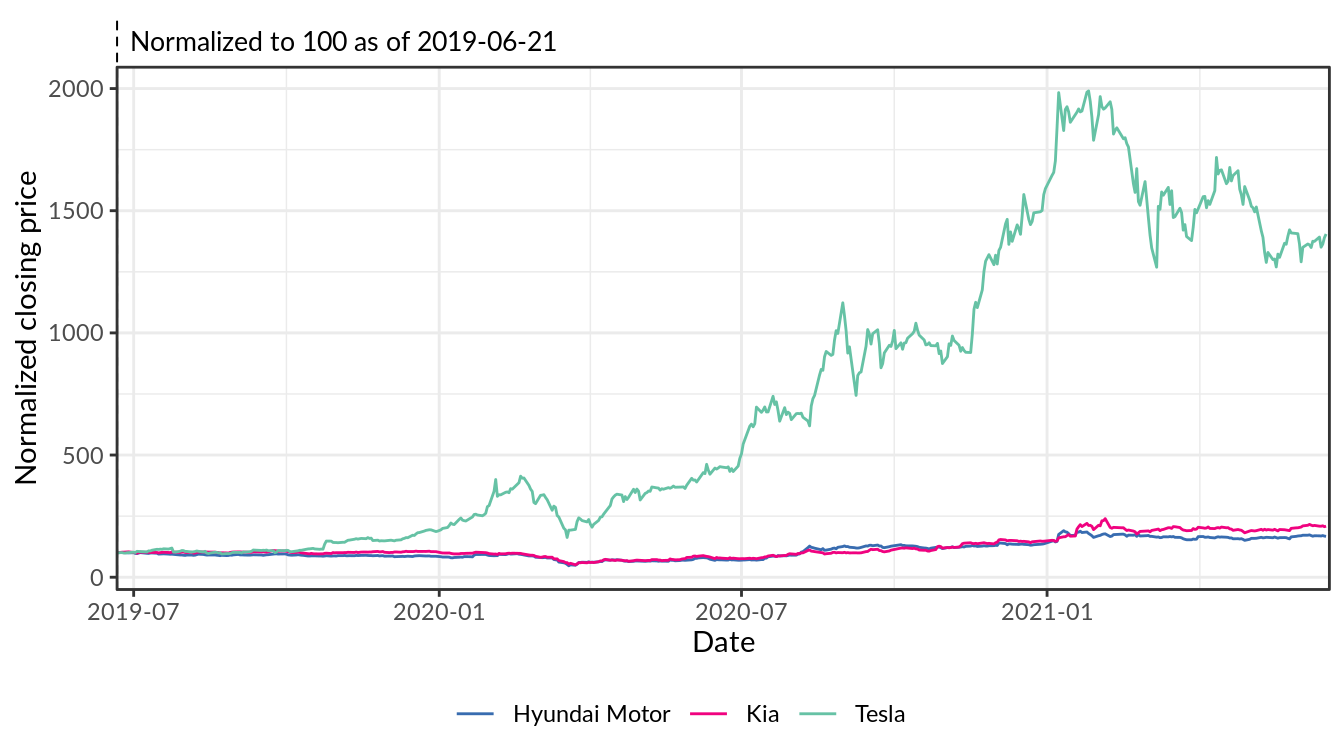 Normalized to 100 as of 2019-06-21
Normalized closing price
2000
1500
1000
500
0
2019-07 2020-01 2020-07 2021-01
Date
Hyundai Motor Kia Tesla